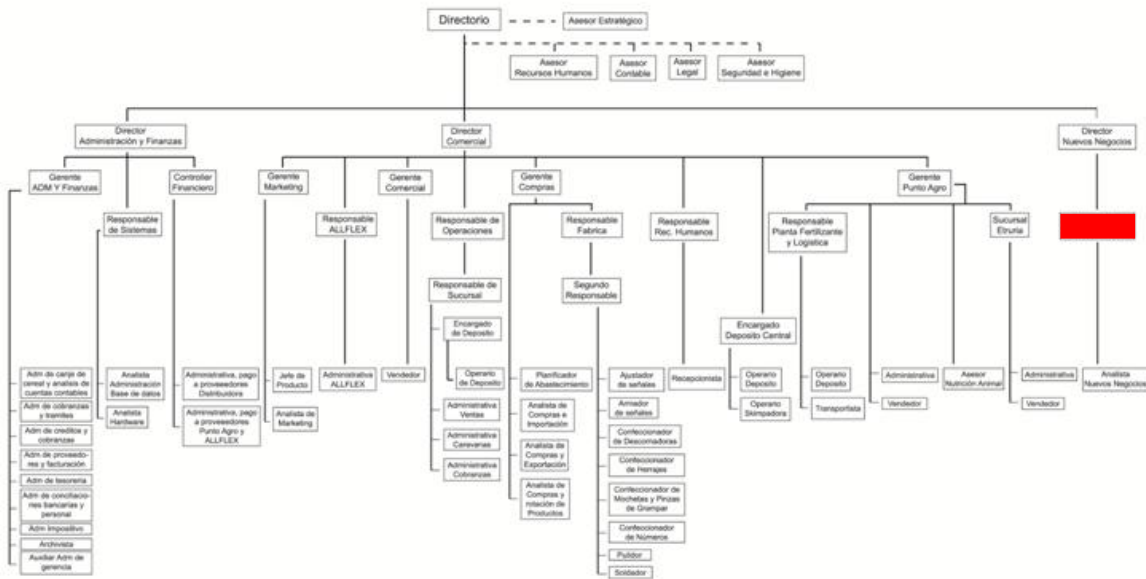 Directorio
Asesor Estratégico
Asesor
Recursos Humanos
Asesor
Contable
Asesor
Legal
Asesor
Seguridad e Higiene
Director
Administración y Finanzas
Director
Comercial
Director
Nuevos Negocios
Gerente
ADM Y Finanzas
Controller
Financiero
Gerente
Marketing
Gerente
Comercial
Gerente
Compras
Gerente
Punto Agro
Responsable
de Sistemas
Responsable
ALLFLEX
Responsable de
Operaciones
Responsable
Fabrica
Responsable
Rec. Humanos
Responsable
Planta Fertilizante
y Logistica
Sucursal
Etruria
Responsable de
Sucursal
Segundo
Responsable
Encargado
de Deposito
Encargado
Deposito Central
Adm de canje de
cereal y analisis de
cuentas contables
Adm de cobranzas
y tramites
Adm de creditos y
cobranzas
Adm de proveedo-
res y facturación
Adm de tesoreria
Adm de conciliacio-
nes bancarias y
personal
Adm Impositivo
Archivista
Auxiliar Adm de
gerencia
Analista
Administración
Base de datos
Analista
Hardware
Administrativa, pago
a proveedores
Distribuidora
Administrativa, pago
a proveedores
Punto Agro y
ALLFLEX
Jefe de
Producto
Analista de
Marketing
Administrativa
ALLFLEX
Vendedor
Operario
de Deposito
Administrativa
Ventas
Administrativa
Caravanas
Administrativa
Cobranzas
Planificador
de Abastecimiento
Analista de
Compras e
Importación
Analista de
Compras y
Exportación
Analista de
Compras y
rotación de
Productos
Ajustador
de señales
Armador
de señales
Confeccionador
de Descornadoras
Confeccionador
de Herrajes
Confeccionador de
Mochetas y Pinzas
de Grampar
Confeccionador
de Números
Pulidor
Soldador
Recepcionista
Operario
Deposito
Operario
Skimpadora
Operario
Deposito
Transportista
Administrativa
Vendedor
Asesor
Nutrición Animal
Administrativa
Vendedor
Analista
Nuevos Negocios